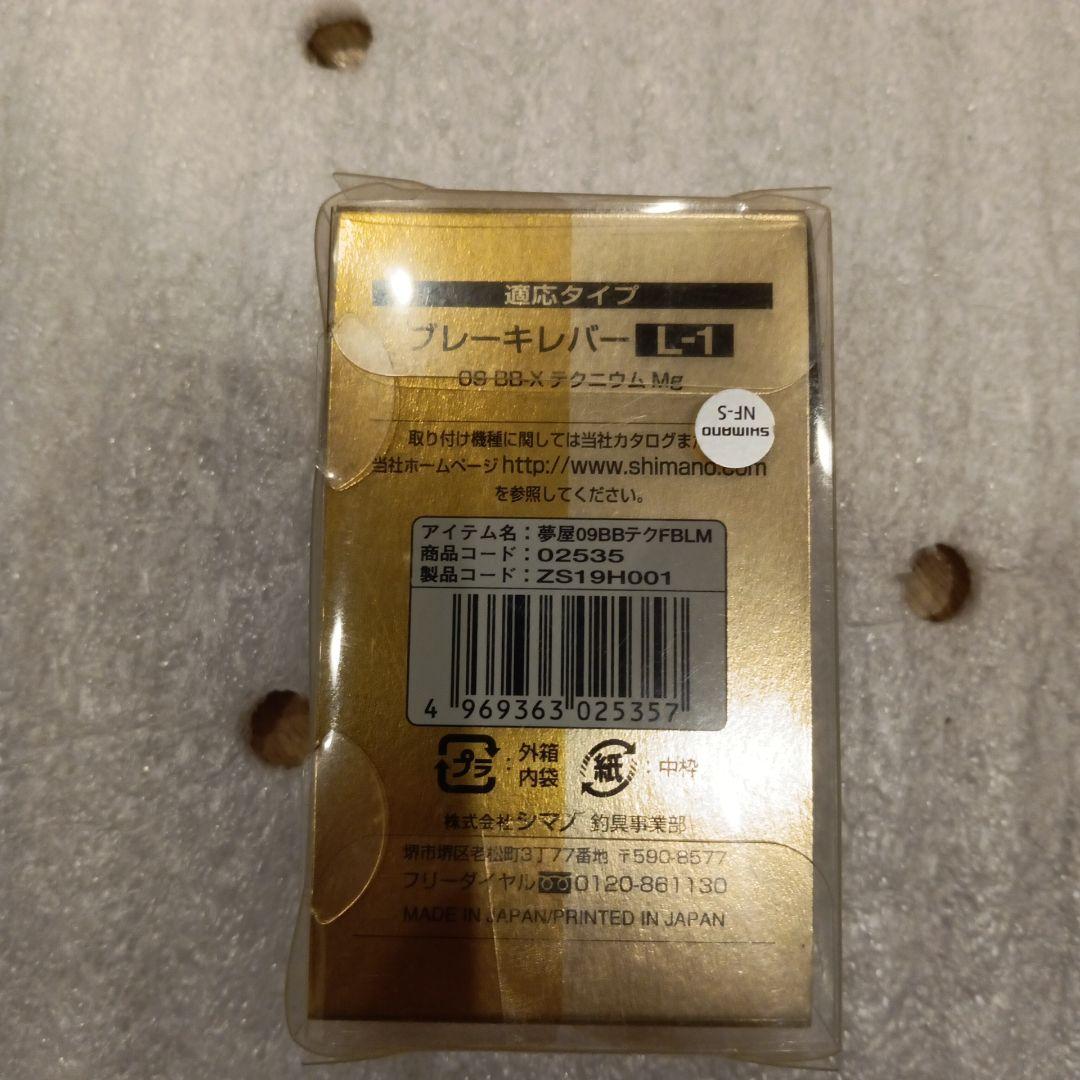 適応タイプ
ブレーキレバー L-1
09 BB-X テクニウム Mg
SHIMANO
NF-S
取り付け機種に関しては当社カタログまた
当社ホームページ http://www.shimano.com
を参照してください。
アイテム名：夢屋09BBテクFBLM
商品コード：02535
製品コード：ZS19H001
4 969363 025357
プラ：外箱 内袋 紙：中枠
株式会社シマノ 釣具事業部
堺市堺区老松町3丁77番地 〒590-8577
フリーダイヤル 0120-861130
MADE IN JAPAN/PRINTED IN JAPAN